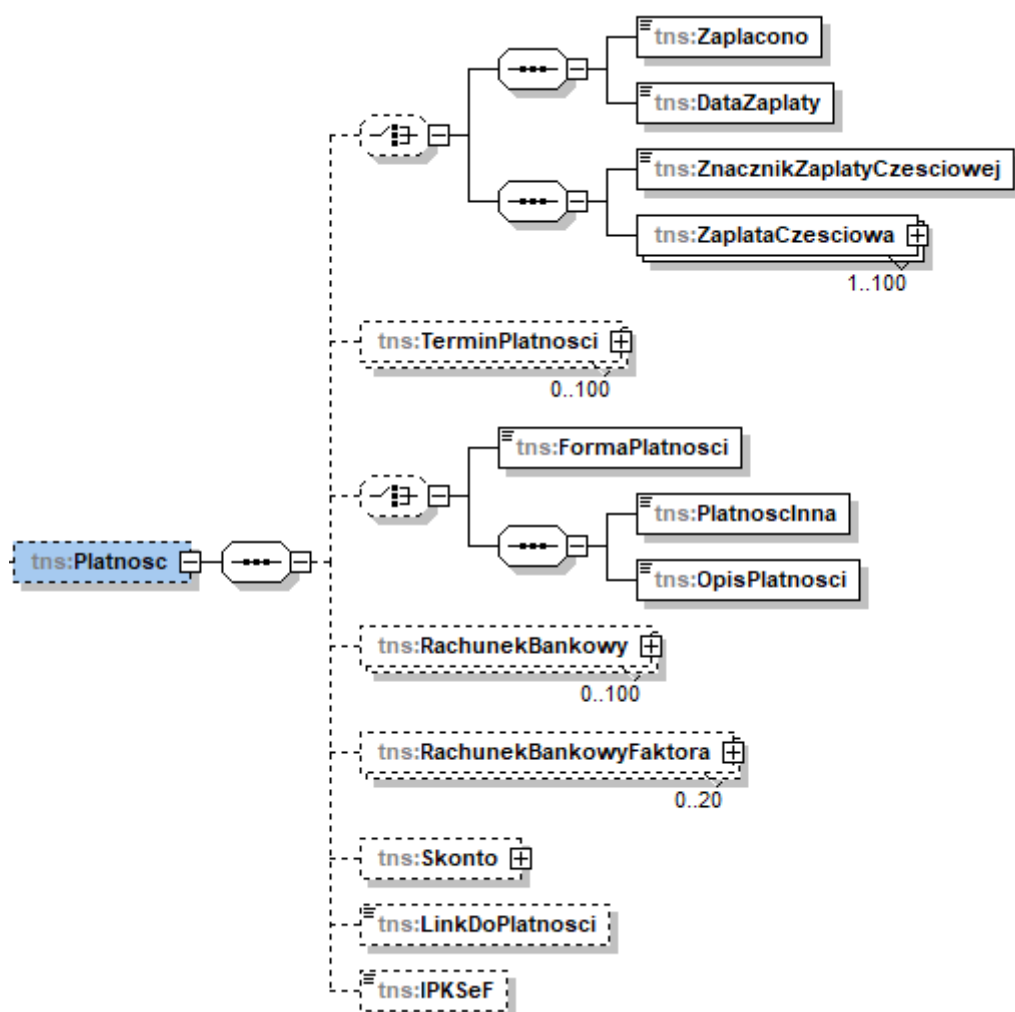 tns:Zaplacono
tns:DataZaplaty
tns:ZnacznikZaplatyCzesciowej
tns:ZaplataCzesciowa
1..100
tns:TerminPlatnosci
0..100
tns:FormaPlatnosci
tns:PlatnoscInna
tns:Platnosc
tns:OpisPlatnosci
tns:RachunekBankowy
0..100
tns:RachunekBankowyFaktora
0..20
tns:Skonto
tns:LinkDoPlatnosci
tns:IPKSeF